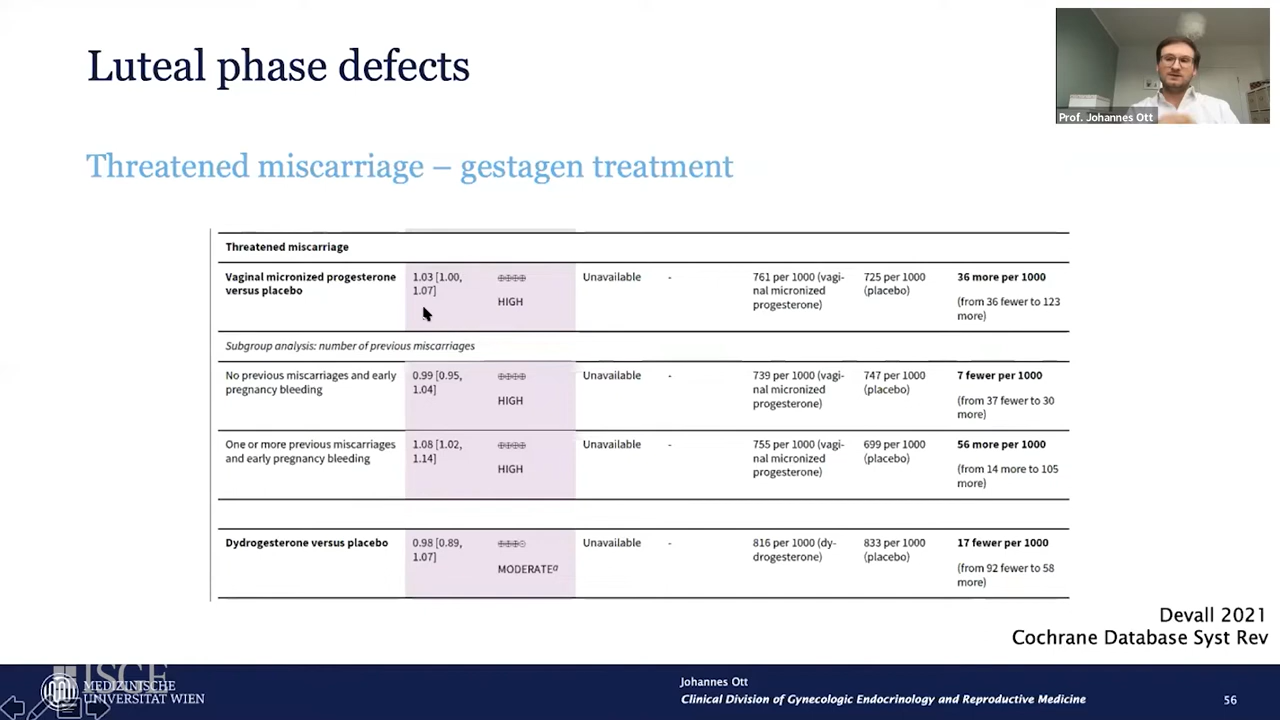 Luteal phase defects
Prof. Johannes Ott
Threatened miscarriage – gestagen treatment
Threatened miscarriage
Vaginal micronized progesterone versus placebo
1.03 [1.00, 1.07]
HIGH
Unavailable
-
761 per 1000 (vagi-
nal micronized
progesterone)
725 per 1000
(placebo)
36 more per 1000
(from 36 fewer to 123
more)
Subgroup analysis: number of previous miscarriages
No previous miscarriages and early
pregnancy bleeding
0.99 [0.95,
1.04]
HIGH
Unavailable
-
739 per 1000 (vagi-
nal micronized
progesterone)
747 per 1000
(placebo)
7 fewer per 1000
(from 37 fewer to 30
more)
One or more previous miscarriages
and early pregnancy bleeding
1.08 [1.02,
1.14]
HIGH
Unavailable
-
755 per 1000 (vagi-
nal micronized
progesterone)
699 per 1000
(placebo)
56 more per 1000
(from 14 more to 105
more)
Dydrogesterone versus placebo
0.98 [0.89,
1.07]
MODERATEa
Unavailable
-
816 per 1000 (dy-
drogesterone)
833 per 1000
(placebo)
17 fewer per 1000
(from 92 fewer to 58
more)
Devall 2021
Cochrane Database Syst Rev
ISGE
MEDIZINISCHE
UNIVERSITÄT WIEN
Johannes Ott
Clinical Division of Gynecologic Endocrinology and Reproductive Medicine
56